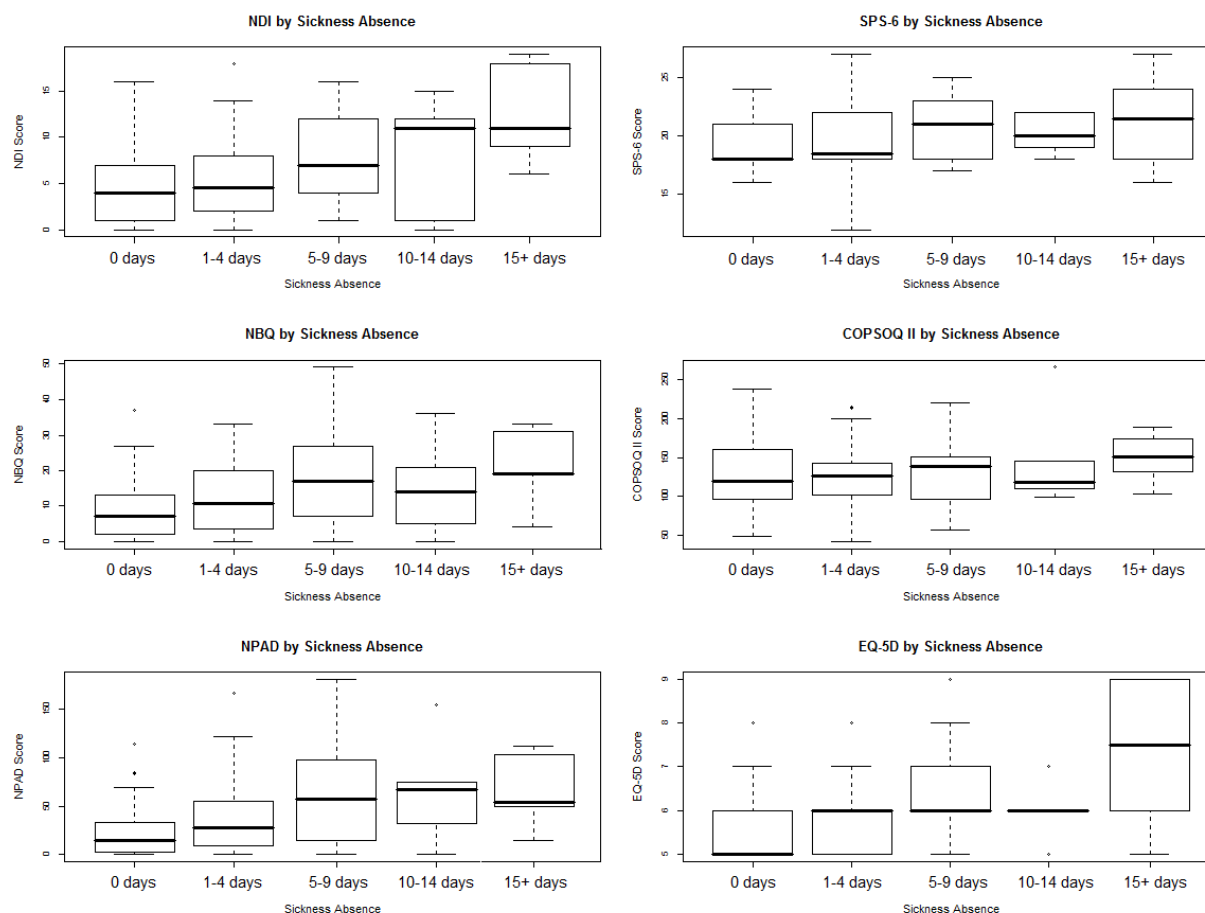 NDI by Sickness Absence
NDI Score
15
10
5
0
0 days 1-4 days 5-9 days 10-14 days 15+ days
Sickness Absence
SPS-6 by Sickness Absence
SPS-6 Score
25
20
15
0 days 1-4 days 5-9 days 10-14 days 15+ days
Sickness Absence
NBQ by Sickness Absence
NBQ Score
50
40
30
20
10
0
0 days 1-4 days 5-9 days 10-14 days 15+ days
Sickness Absence
COPSOQ II by Sickness Absence
COPSOQ II Score
250
200
150
100
50
0 days 1-4 days 5-9 days 10-14 days 15+ days
Sickness Absence
NPAD by Sickness Absence
NPAD Score
150
100
50
0
0 days 1-4 days 5-9 days 10-14 days 15+ days
Sickness Absence
EQ-5D by Sickness Absence
EQ-5D Score
9
8
7
6
5
0 days 1-4 days 5-9 days 10-14 days 15+ days
Sickness Absence